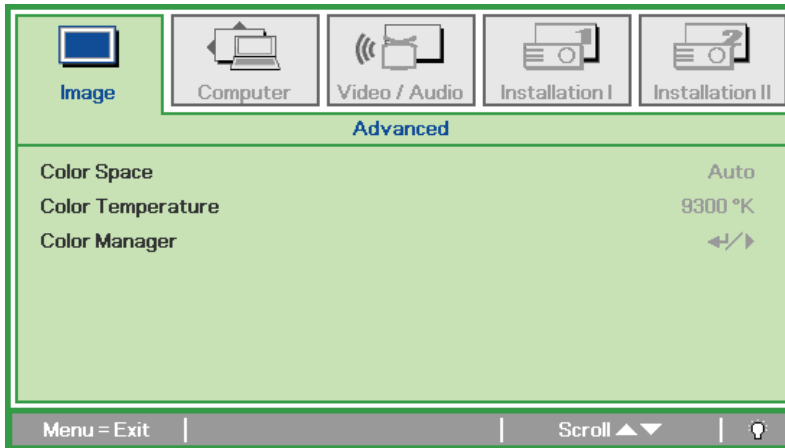 Image
Computer
Video / Audio
Installation I
Installation II
Advanced
Color Space Auto
Color Temperature 9300 °K
Color Manager ↵/▶
Menu = Exit Scroll ▲▼